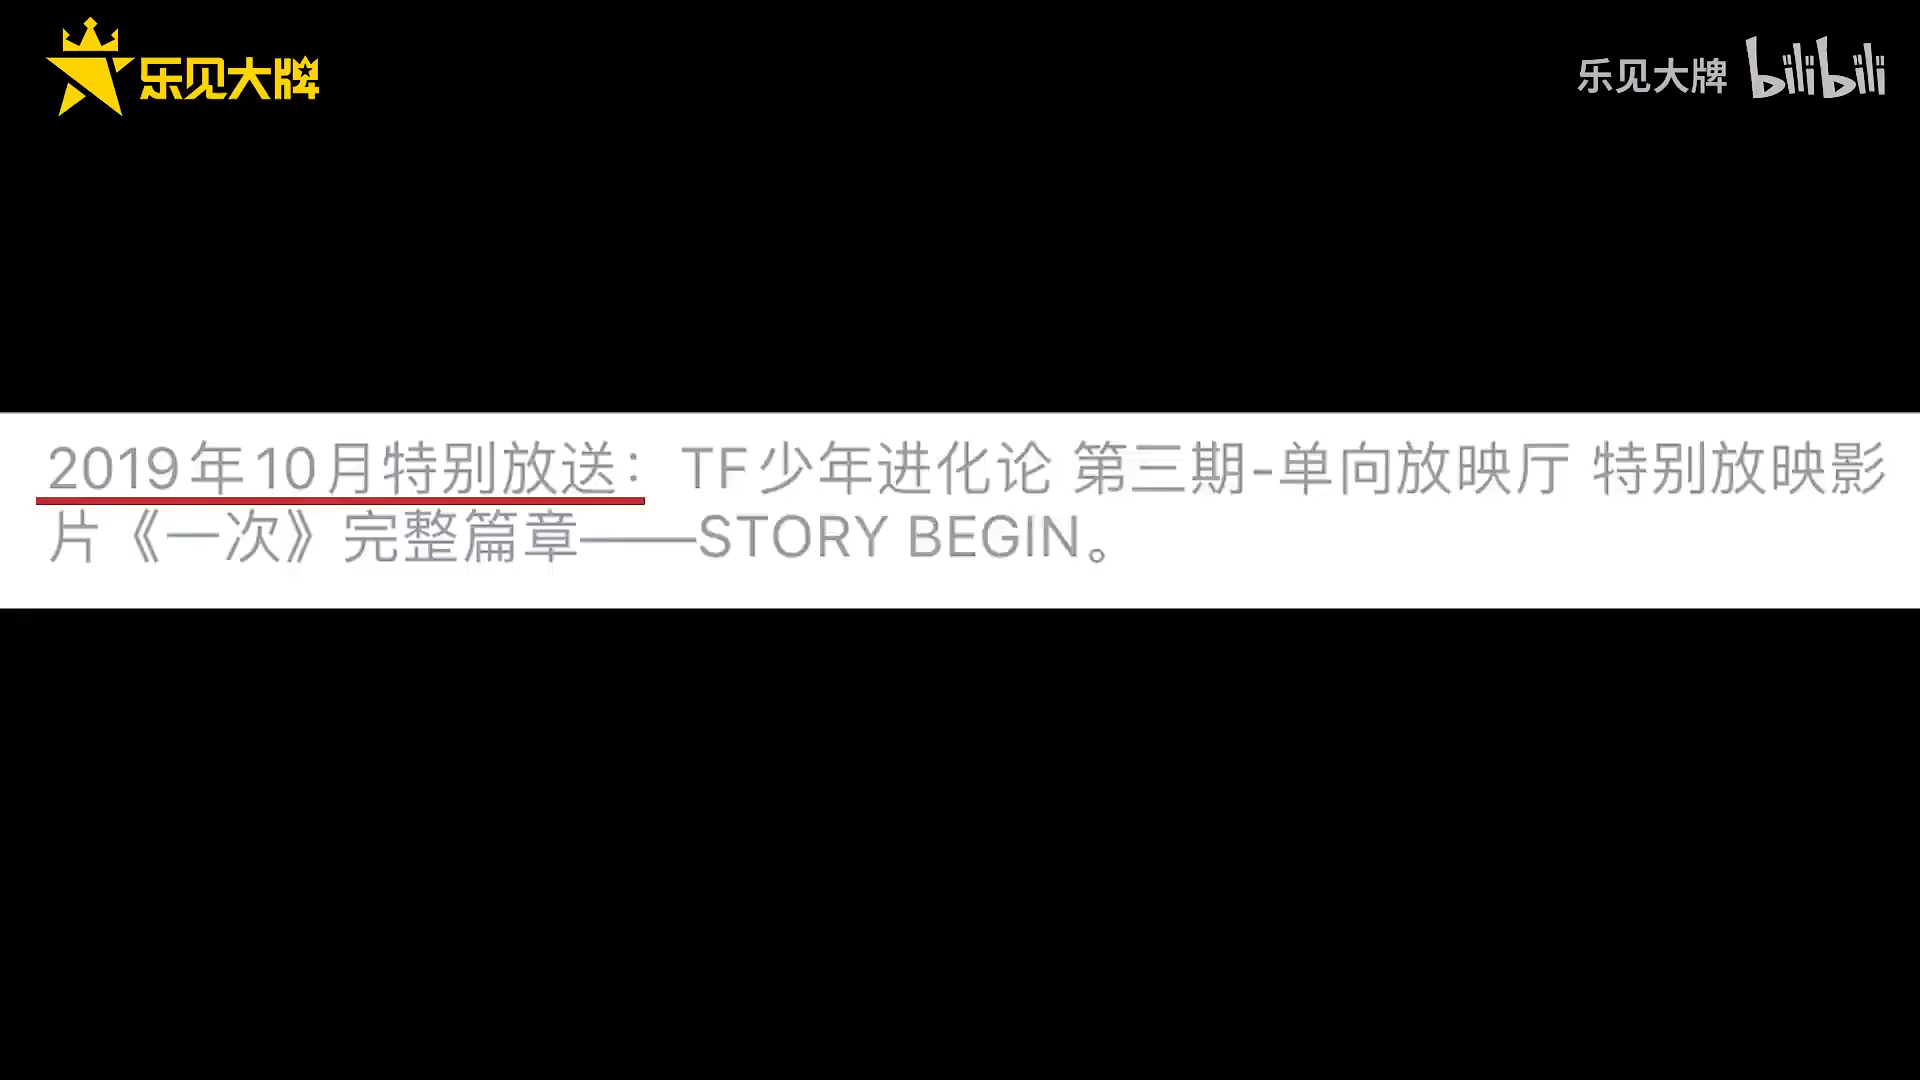 乐见大牌
乐见大牌 bilibili
2019年10月特别放送： TF少年进化论 第三期-单向放映厅 特别放映影
片《一次》完整篇章——STORY BEGIN。